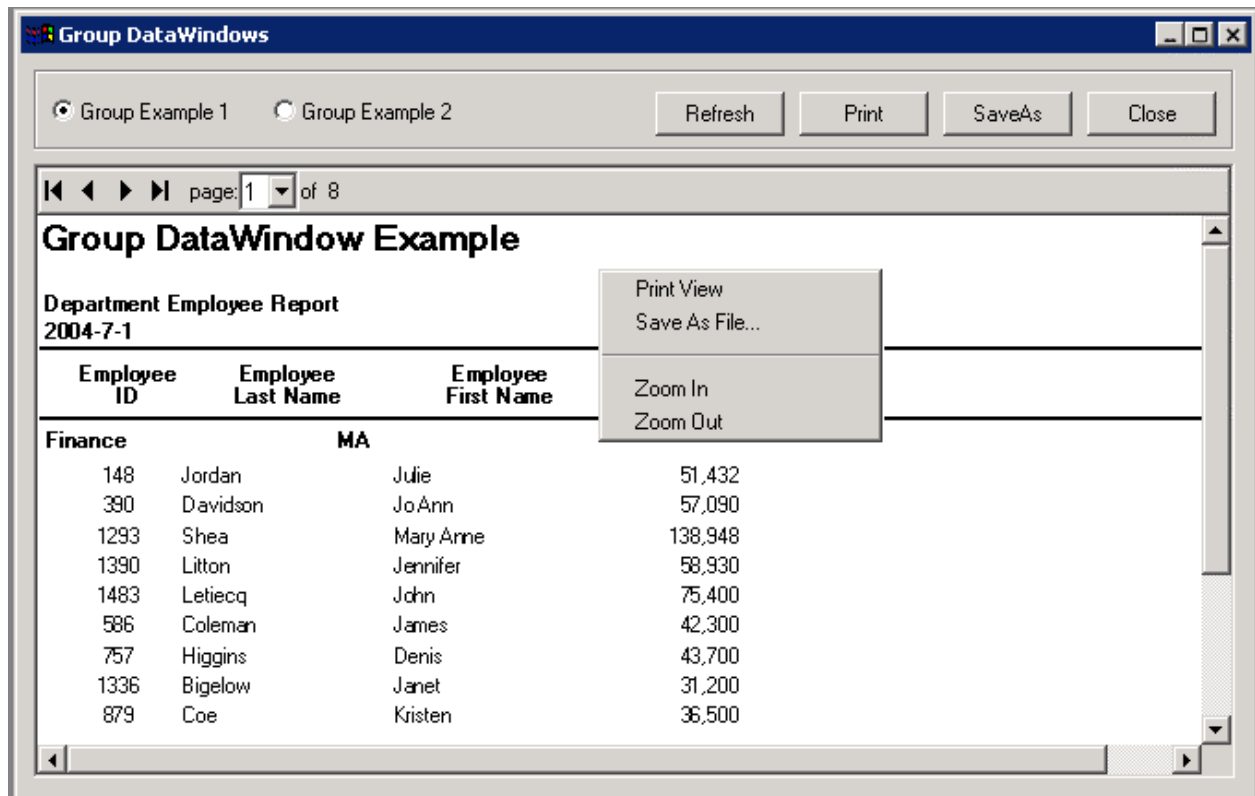 Group DataWindows
Group Example 1 Group Example 2 Refresh Print SaveAs Close
page: 1 of 8
Group DataWindow Example
Department Employee Report
2004-7-1
Print View
Save As File...
Zoom In
Zoom Out
Employee ID Employee Last Name Employee First Name
Finance MA
148 Jordan Julie 51,432
390 Davidson Jo Ann 57,090
1293 Shea Mary Anne 138,948
1390 Litton Jennifer 58,930
1483 Letiecq John 75,400
586 Coleman James 42,300
757 Higgins Denis 43,700
1336 Bigelow Janet 31,200
879 Coe Kristen 36,500